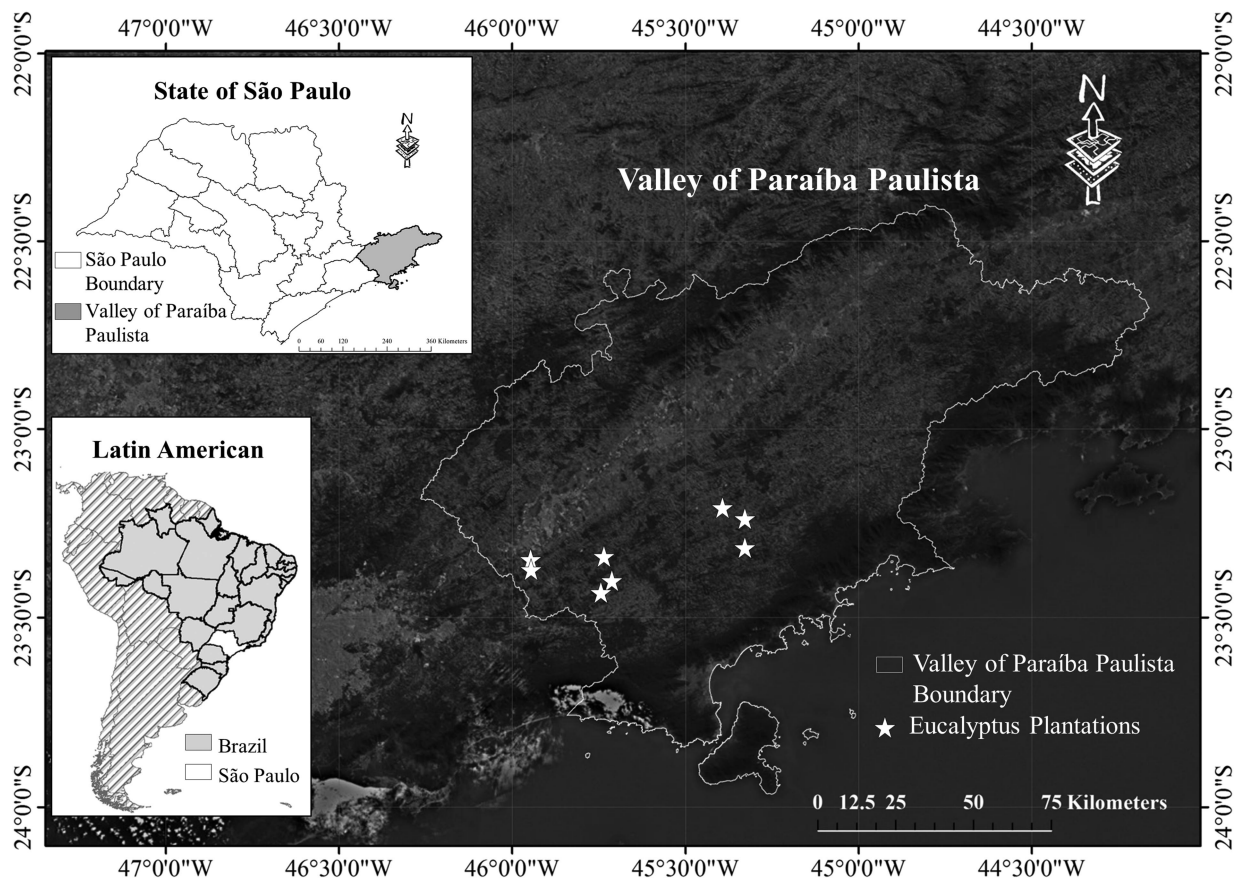 47°0'0"W 46°30'0"W 46°0'0"W 45°30'0"W 45°0'0"W 44°30'0"W
22°0'0"S
22°0'0"S
State of São Paulo
N
São Paulo
Boundary
Valley of Paraíba
Paulista
0 60 120 240 360 Kilometers
N
Valley of Paraíba Paulista
22°30'0"S
22°30'0"S
23°0'0"S
23°0'0"S
Latin American
Brazil
São Paulo
23°30'0"S
23°30'0"S
Valley of Paraíba Paulista
Boundary
Eucalyptus Plantations
0 12.5 25 50 75 Kilometers
24°0'0"S
24°0'0"S
47°0'0"W 46°30'0"W 46°0'0"W 45°30'0"W 45°0'0"W 44°30'0"W